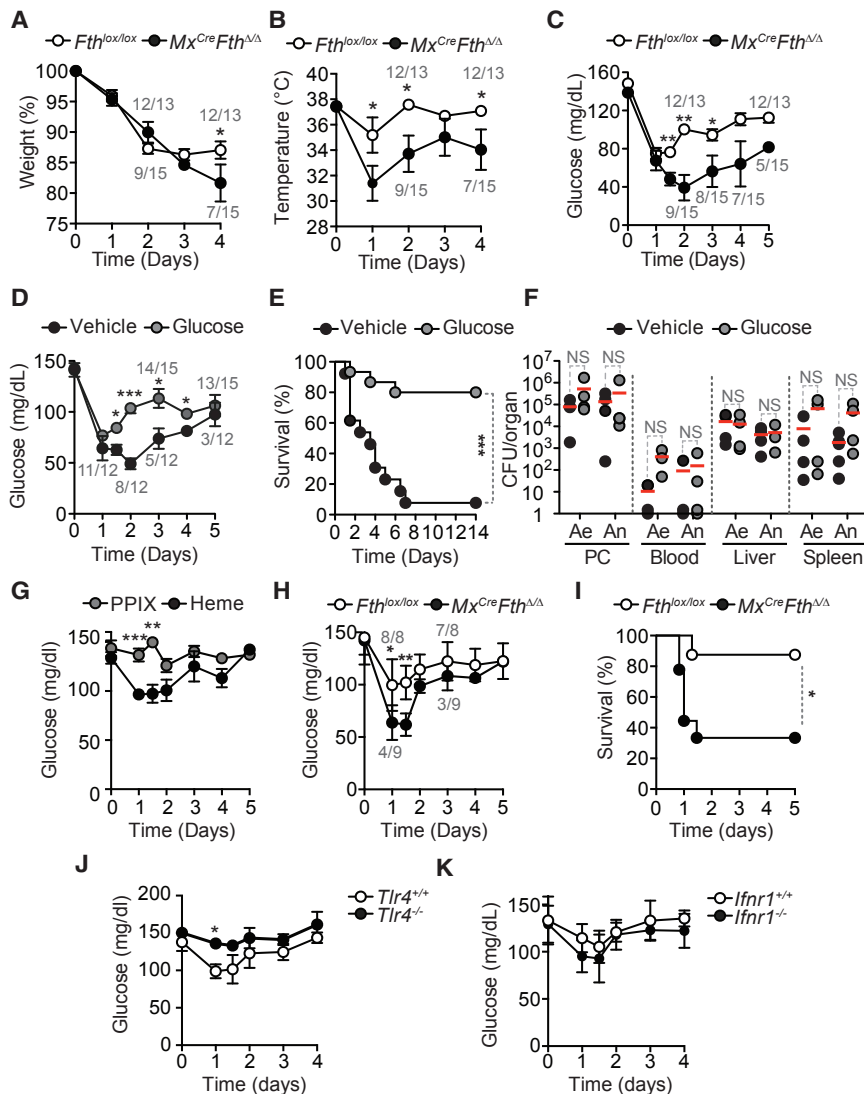 A
Fth^lox/lox Mx^Cre Fth^Δ/Δ
Weight (%)
100
95
90
85
80
75
12/13
12/13
*
9/15
7/15
0 1 2 3 4
Time (Days)
B
Fth^lox/lox Mx^Cre Fth^Δ/Δ
Temperature (°C)
40
38
36
34
32
30
28
12/13
12/13
* * *
9/15
7/15
0 1 2 3 4
Time (Days)
C
Fth^lox/lox Mx^Cre Fth^Δ/Δ
Glucose (mg/dL)
160
120
80
40
0
12/13
12/13
** ** *
9/15
8/15
7/15
5/15
0 1 2 3 4 5
Time (Days)
D
Vehicle Glucose
Glucose (mg/dL)
150
100
50
0
14/15
13/15
* *** * *
11/12
8/12
5/12
3/12
0 1 2 3 4 5
Time (Days)
E
Vehicle Glucose
Survival (%)
100
80
60
40
20
0
***
0 2 4 6 8 10 12 14
Time (Days)
F
Vehicle Glucose
CFU/organ
10^7
10^6
10^5
10^4
10^3
10^2
10
1
NS NS NS NS NS NS NS NS
Ae An Ae An Ae An Ae An
PC Blood Liver Spleen
G
PPIX Heme
Glucose (mg/dl)
150
100
50
0
*** **
0 1 2 3 4 5
Time (Days)
H
Fth^lox/lox Mx^Cre Fth^Δ/Δ
Glucose (mg/dl)
150
100
50
0
8/8
7/8
* **
4/9
3/9
0 1 2 3 4 5
Time (Days)
I
Fth^lox/lox Mx^Cre Fth^Δ/Δ
Survival (%)
100
80
60
40
20
0
*
0 1 2 3 4 5
Time (days)
J
Tlr4^+/+
Tlr4^-/-
Glucose (mg/dl)
200
150
100
50
0
*
0 1 2 3 4
Time (days)
K
Ifnr1^+/+
Ifnr1^-/-
Glucose (mg/dL)
150
100
50
0
0 1 2 3 4
Time (days)